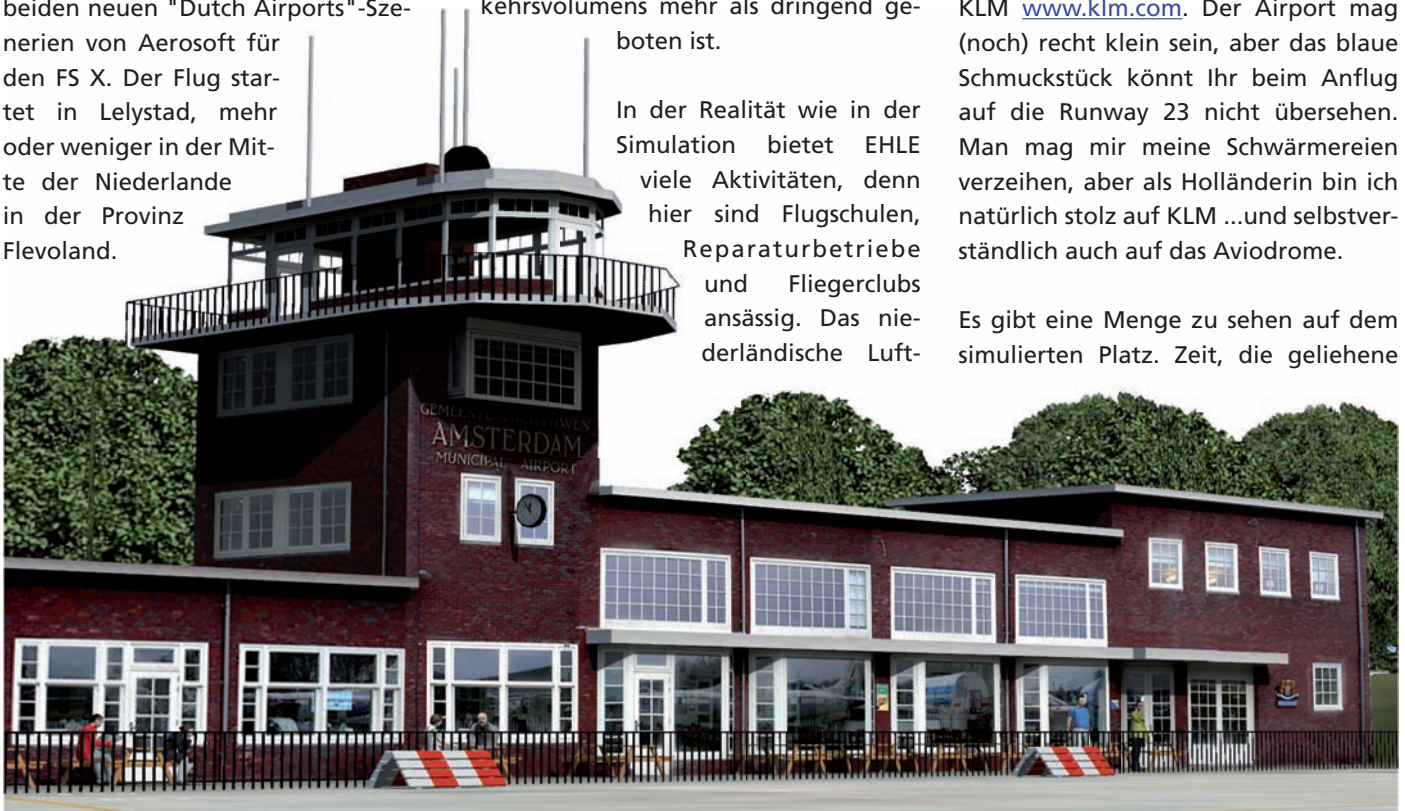 beiden neuen "Dutch Airports"-Sze-
nerien von Aerosoft für
den FS X. Der Flug star-
tet in Lelystad, mehr
oder weniger in der Mit-
te der Niederlande
in der Provinz
Flevoland.
kehrsvolumens mehr als dringend ge-
boten ist.
In der Realität wie in der
Simulation bietet EHLE
viele Aktivitäten, denn
hier sind Flugschulen,
Reparaturbetriebe
und Fliegerclubs
ansässig. Das nie-
derländische Luft-
KLM www.klm.com. Der Airport mag
(noch) recht klein sein, aber das blaue
Schmuckstück könnt Ihr beim Anflug
auf die Runway 23 nicht übersehen.
Man mag mir meine Schwärmereien
verzeihen, aber als Holländerin bin ich
natürlich stolz auf KLM ...und selbstver-
ständlich auch auf das Aviodrome.
Es gibt eine Menge zu sehen auf dem
simulierten Platz. Zeit, die geliehene
GEMEENTE
AMSTERDAM
MUNICIPAL AIRPORT